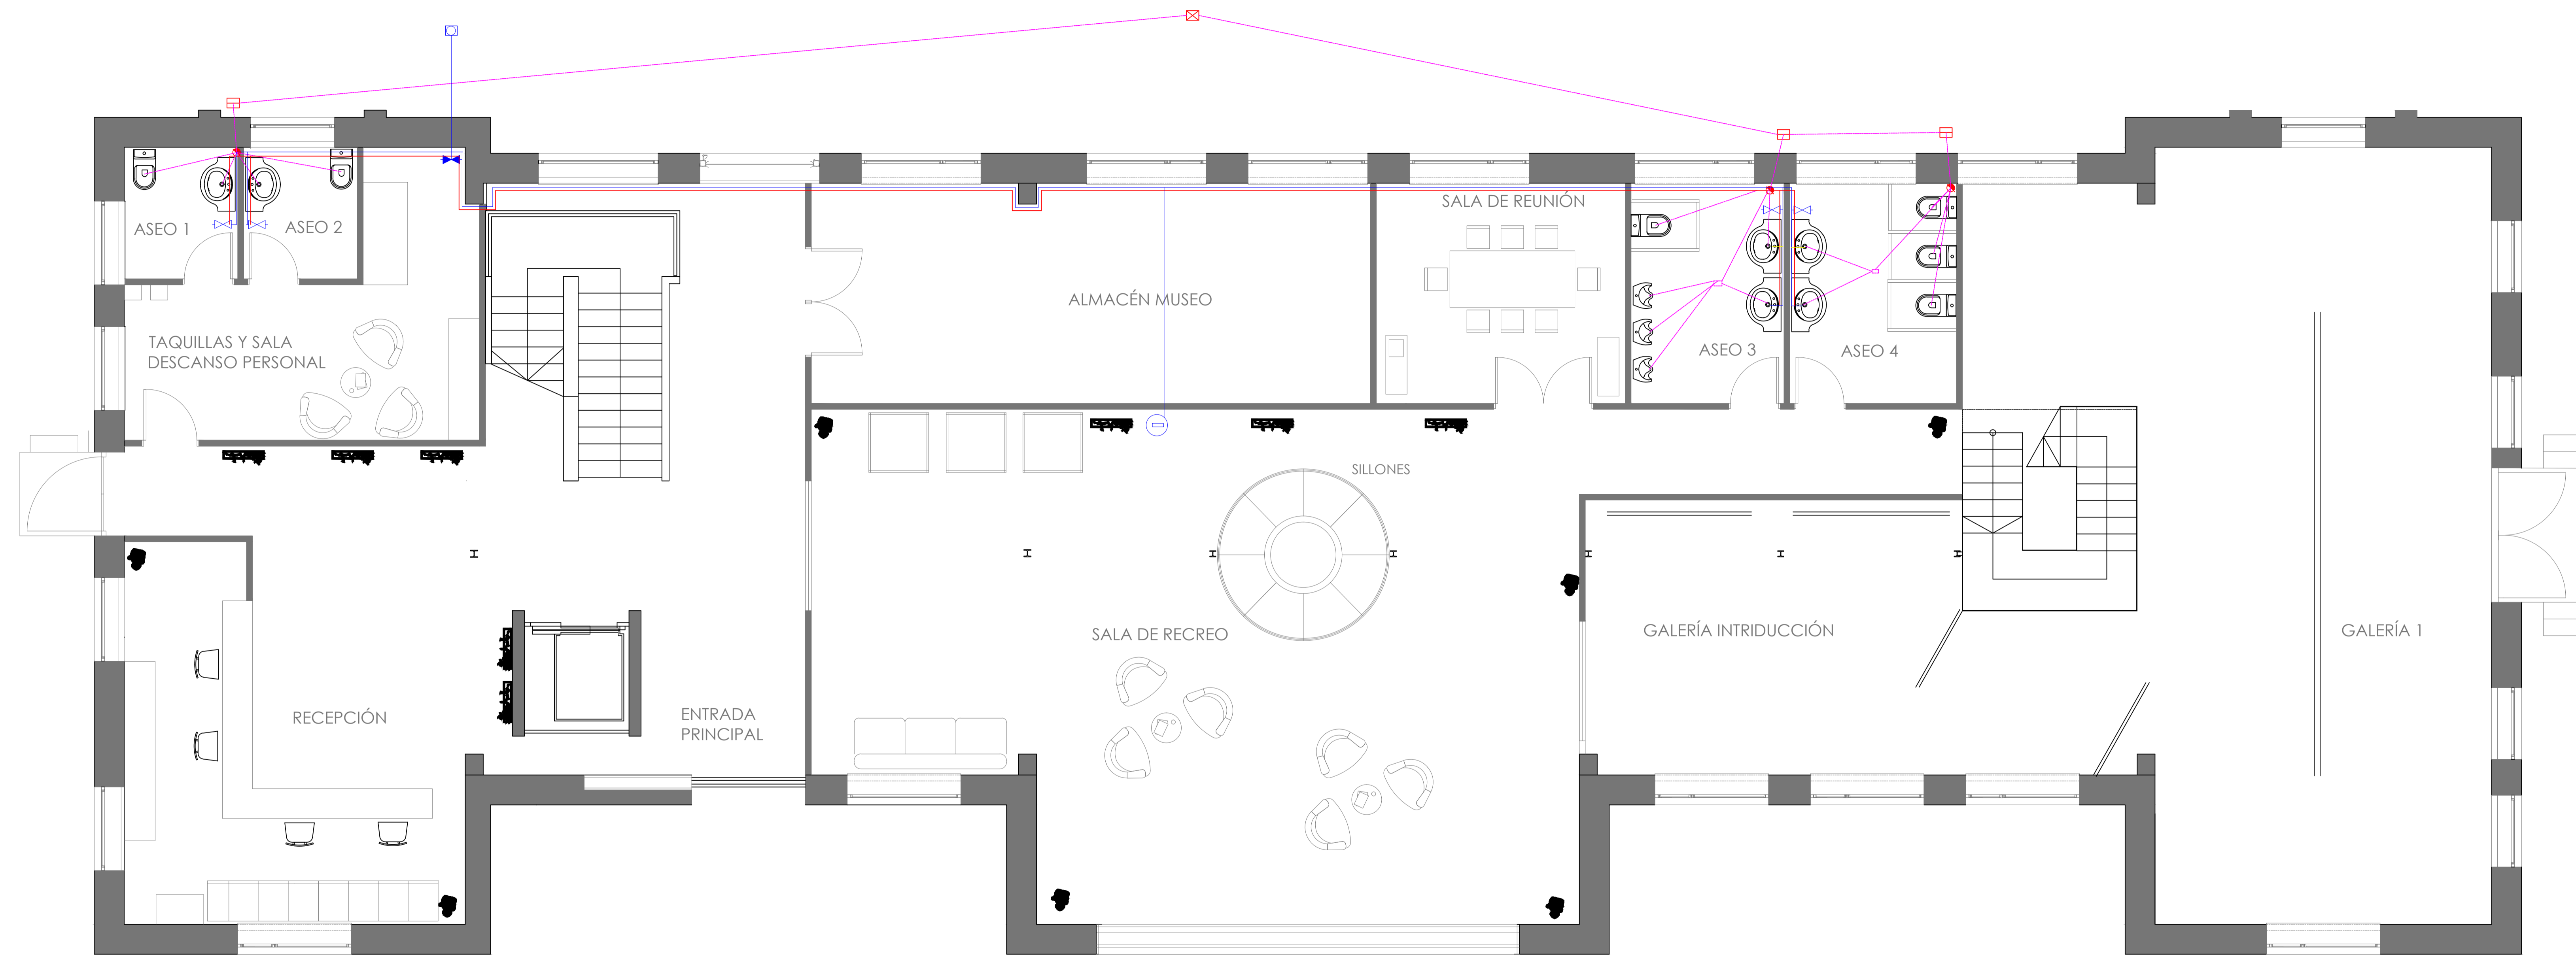 SALA DE REUNIÓN
ASEO 1
ASEO 2
ALMACÉN MUSEO
TAQUILLAS Y SALA
DESCANSO PERSONAL
ASEO 3
ASEO 4
SILLONES
SALA DE RECREO
GALERÍA INTRIDUCCIÓN
GALERÍA 1
RECEPCIÓN
ENTRADA
PRINCIPAL